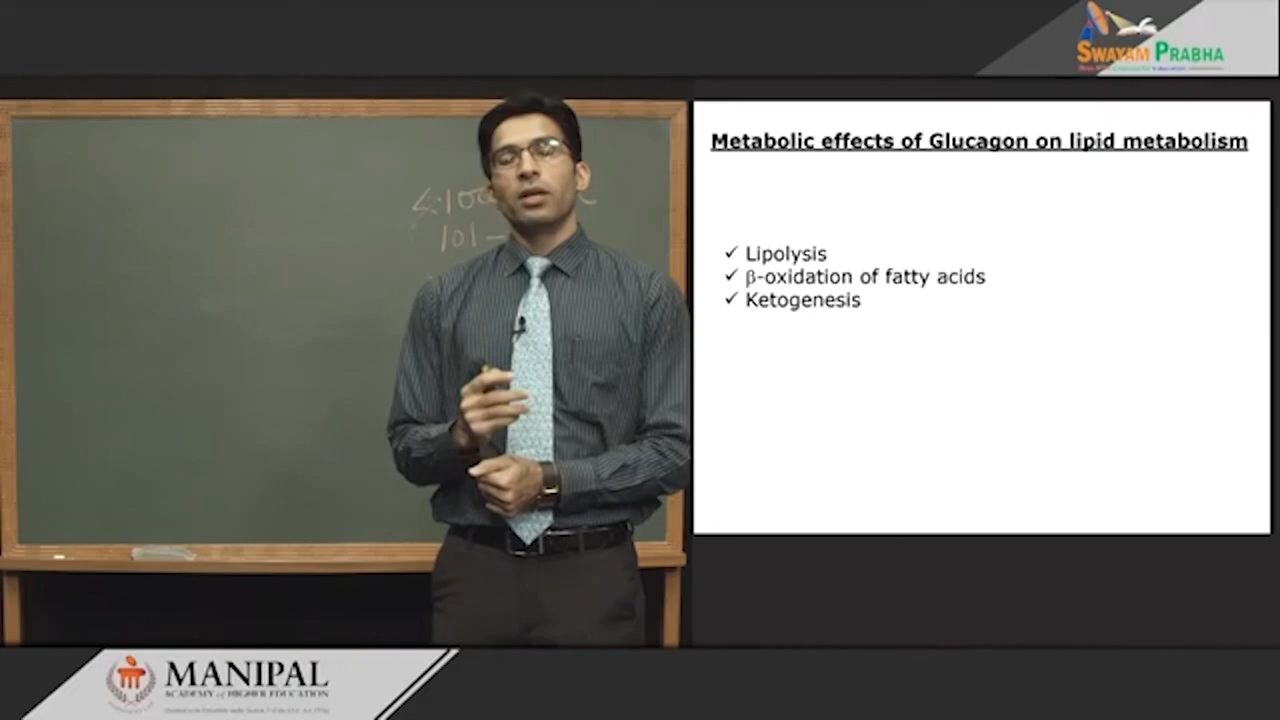 SWAYAM PRABHA
Metabolic effects of Glucagon on lipid metabolism
✓ Lipolysis
✓ β-oxidation of fatty acids
✓ Ketogenesis
101 –
MANIPAL
ACADEMY of HIGHER EDUCATION